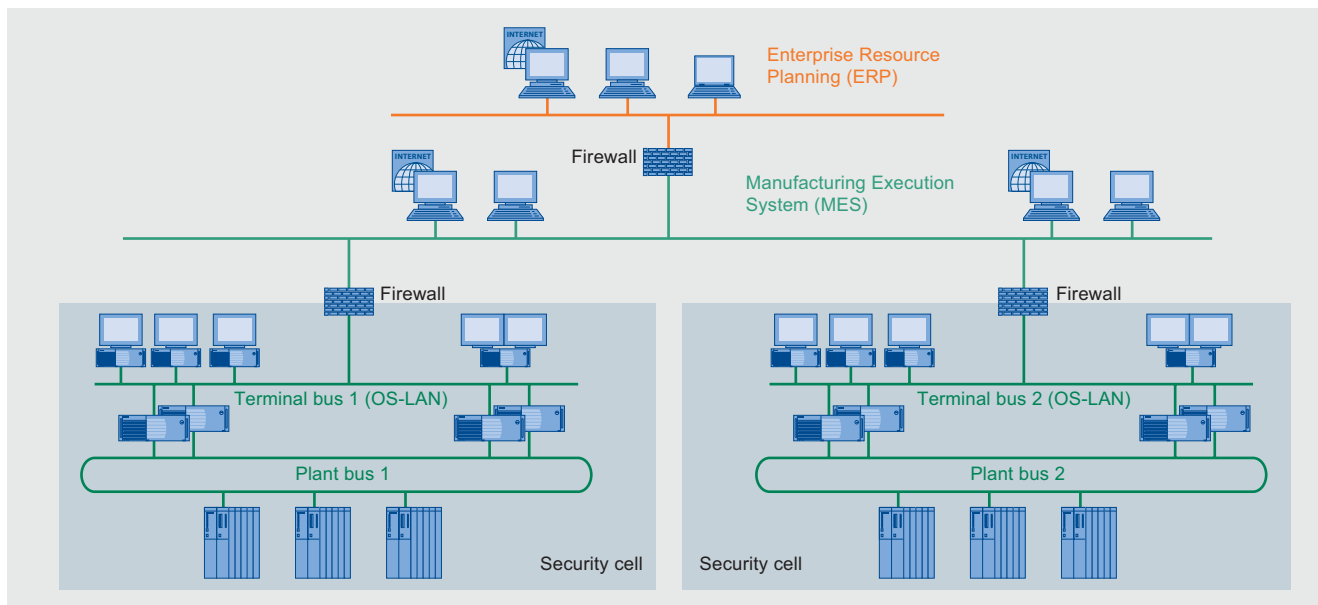 INTERNET
Enterprise Resource
Planning (ERP)
Firewall
INTERNET
Manufacturing Execution
System (MES)
INTERNET
Firewall
Firewall
Terminal bus 1 (OS-LAN)
Terminal bus 2 (OS-LAN)
Plant bus 1
Plant bus 2
Security cell
Security cell